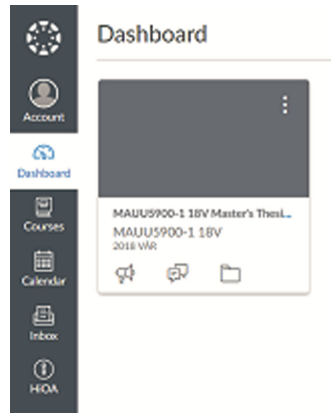 Dashboard
Account
Dashboard
Courses
Calendar
Inbox
HiOA
MAUU5900-1 18V Master's Thesi...
MAUU5900-1 18V
2018 VÅR